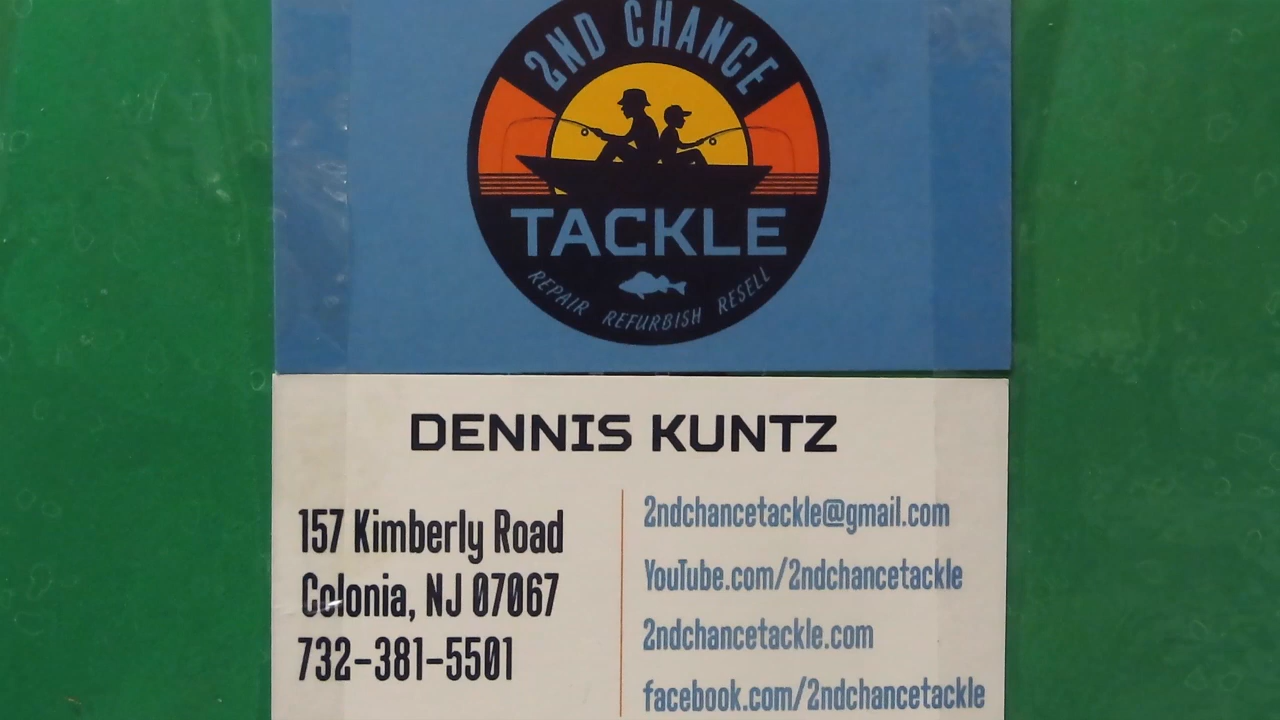 2ND CHANCE
TACKLE
REPAIR REFURBISH RESELL
DENNIS KUNTZ
157 Kimberly Road
Colonia, NJ 07067
732-381-5501
2ndchancetackle@gmail.com
YouTube.com/2ndchancetackle
2ndchancetackle.com
facebook.com/2ndchancetackle